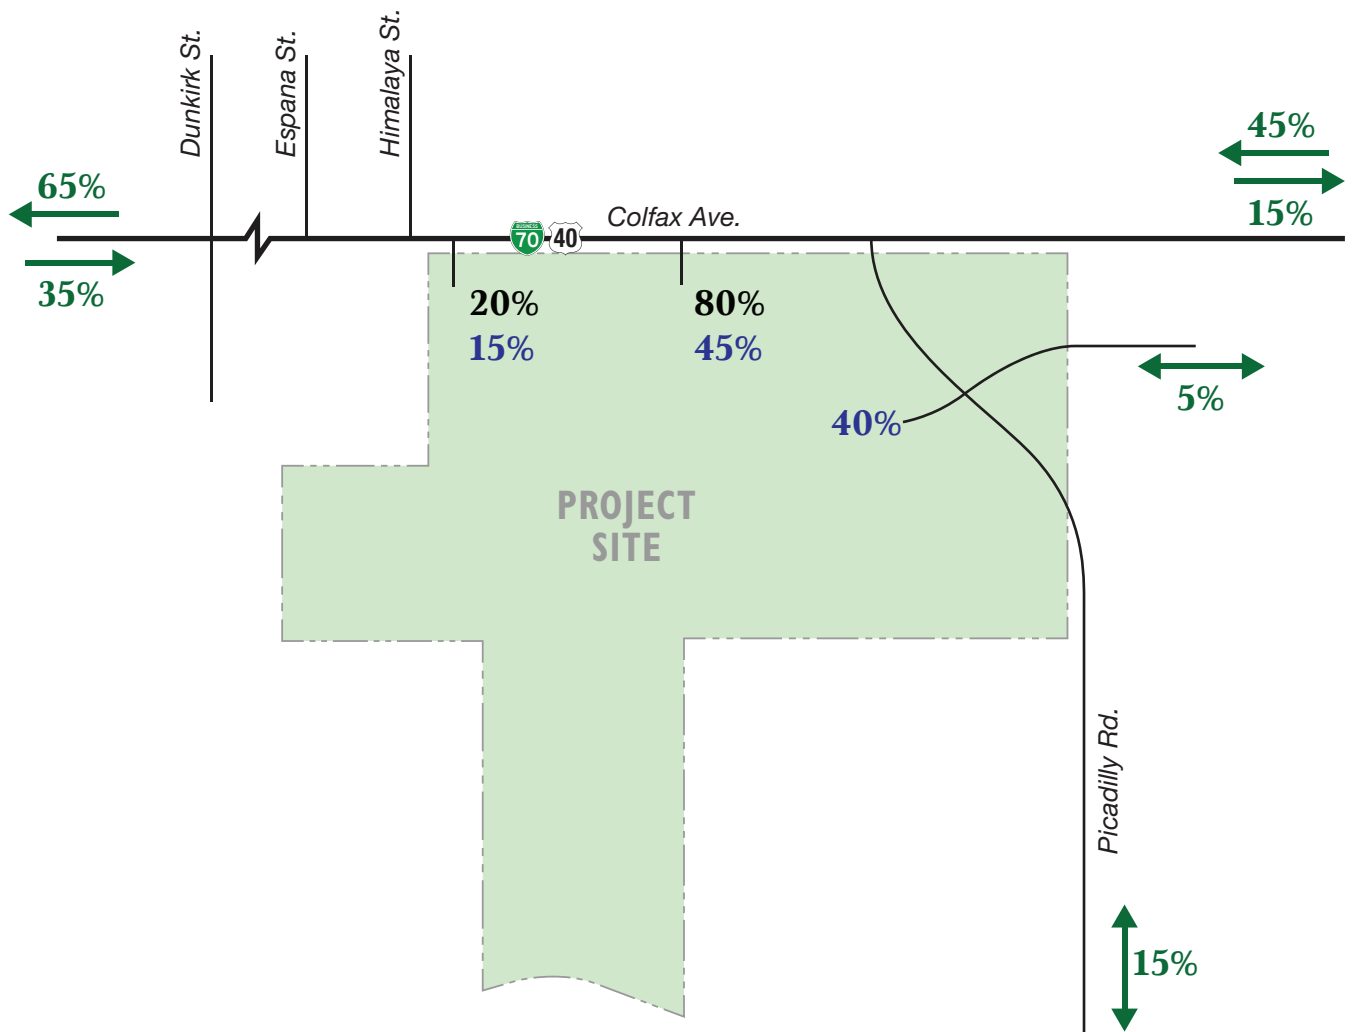 Dunkirk St.
Espana St.
Himalaya St.
45%
15%
65%
35%
Colfax Ave.
BUSINESS
70
40
20%
15%
80%
45%
5%
40%
PROJECT
SITE
Picadilly Rd.
15%